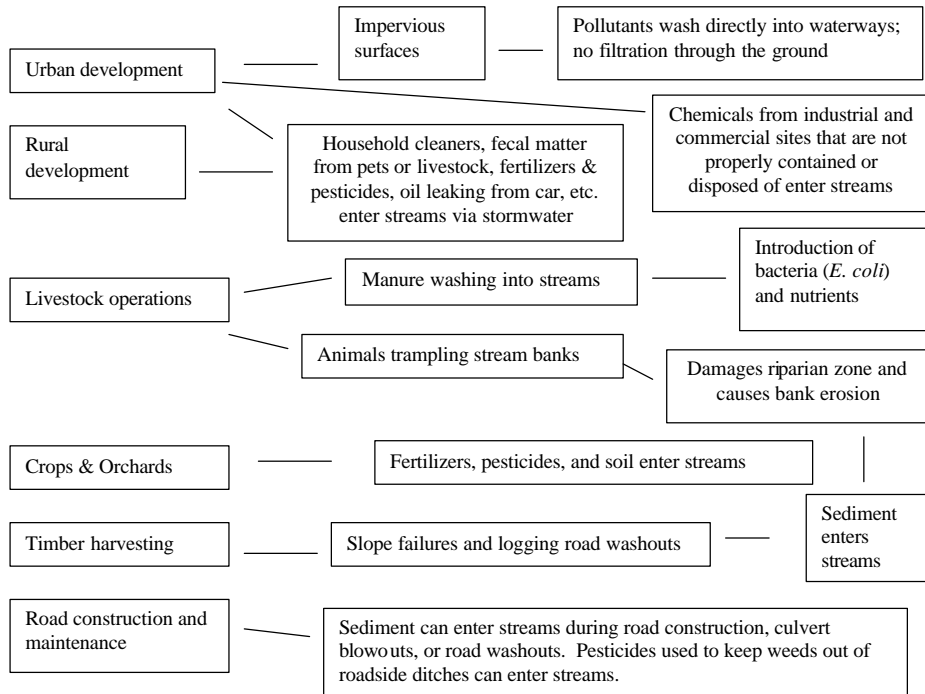 Urban development
Impervious
surfaces
Pollutants wash directly into waterways;
no filtration through the ground
Chemicals from industrial and
commercial sites that are not
properly contained or
disposed of enter streams
Rural
development
Household cleaners, fecal matter
from pets or livestock, fertilizers &
pesticides, oil leaking from car, etc.
enter streams via stormwater
Livestock operations
Manure washing into streams
Introduction of
bacteria (E. coli)
and nutrients
Animals trampling stream banks
Damages riparian zone and
causes bank erosion
Crops & Orchards
Fertilizers, pesticides, and soil enter streams
Timber harvesting
Slope failures and logging road washouts
Sediment
enters
streams
Road construction and
maintenance
Sediment can enter streams during road construction, culvert
blowouts, or road washouts.  Pesticides used to keep weeds out of
roadside ditches can enter streams.